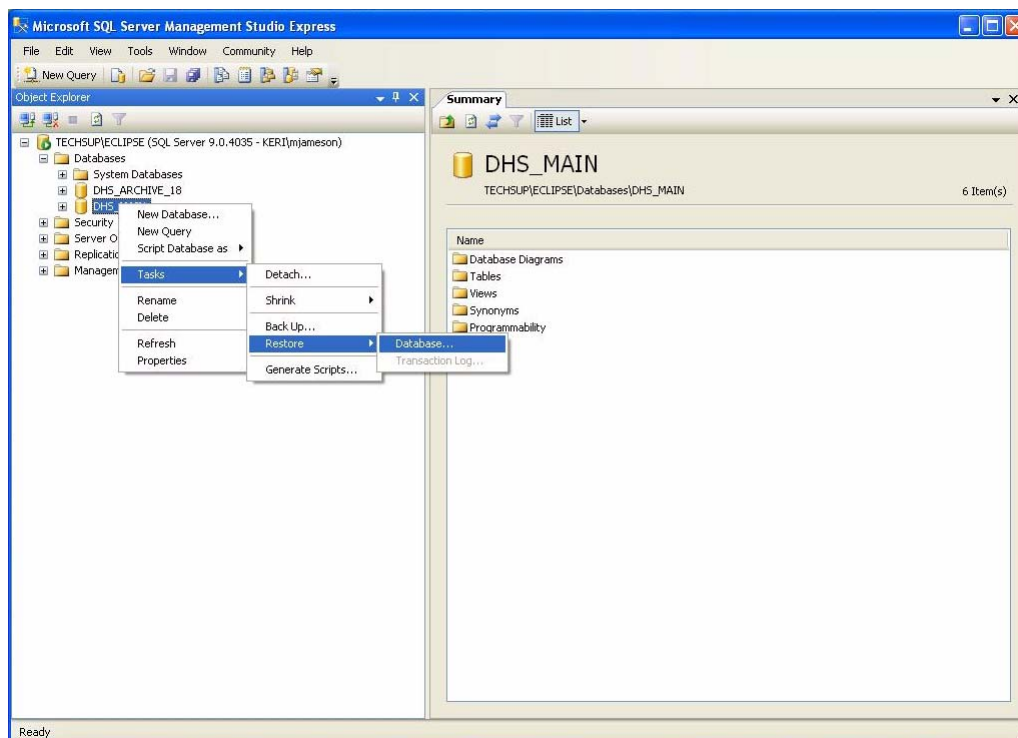 Microsoft SQL Server Management Studio Express
File Edit View Tools Window Community Help
New Query
Object Explorer
TECHSUP\ECLIPSE (SQL Server 9.0.4035 - KERI\mjameson)
Databases
System Databases
DHS_ARCHIVE_18
DHS_
Security
Server O
Replicatio
Managem
New Database...
New Query
Script Database as
Tasks
Rename
Delete
Refresh
Properties
Detach...
Shrink
Back Up...
Restore
Generate Scripts...
Database...
Transaction Log...
Summary
List
DHS_MAIN
TECHSUP\ECLIPSE\Databases\DHS_MAIN
6 Item(s)
Name
Database Diagrams
Tables
Views
Synonyms
Programmability
Ready